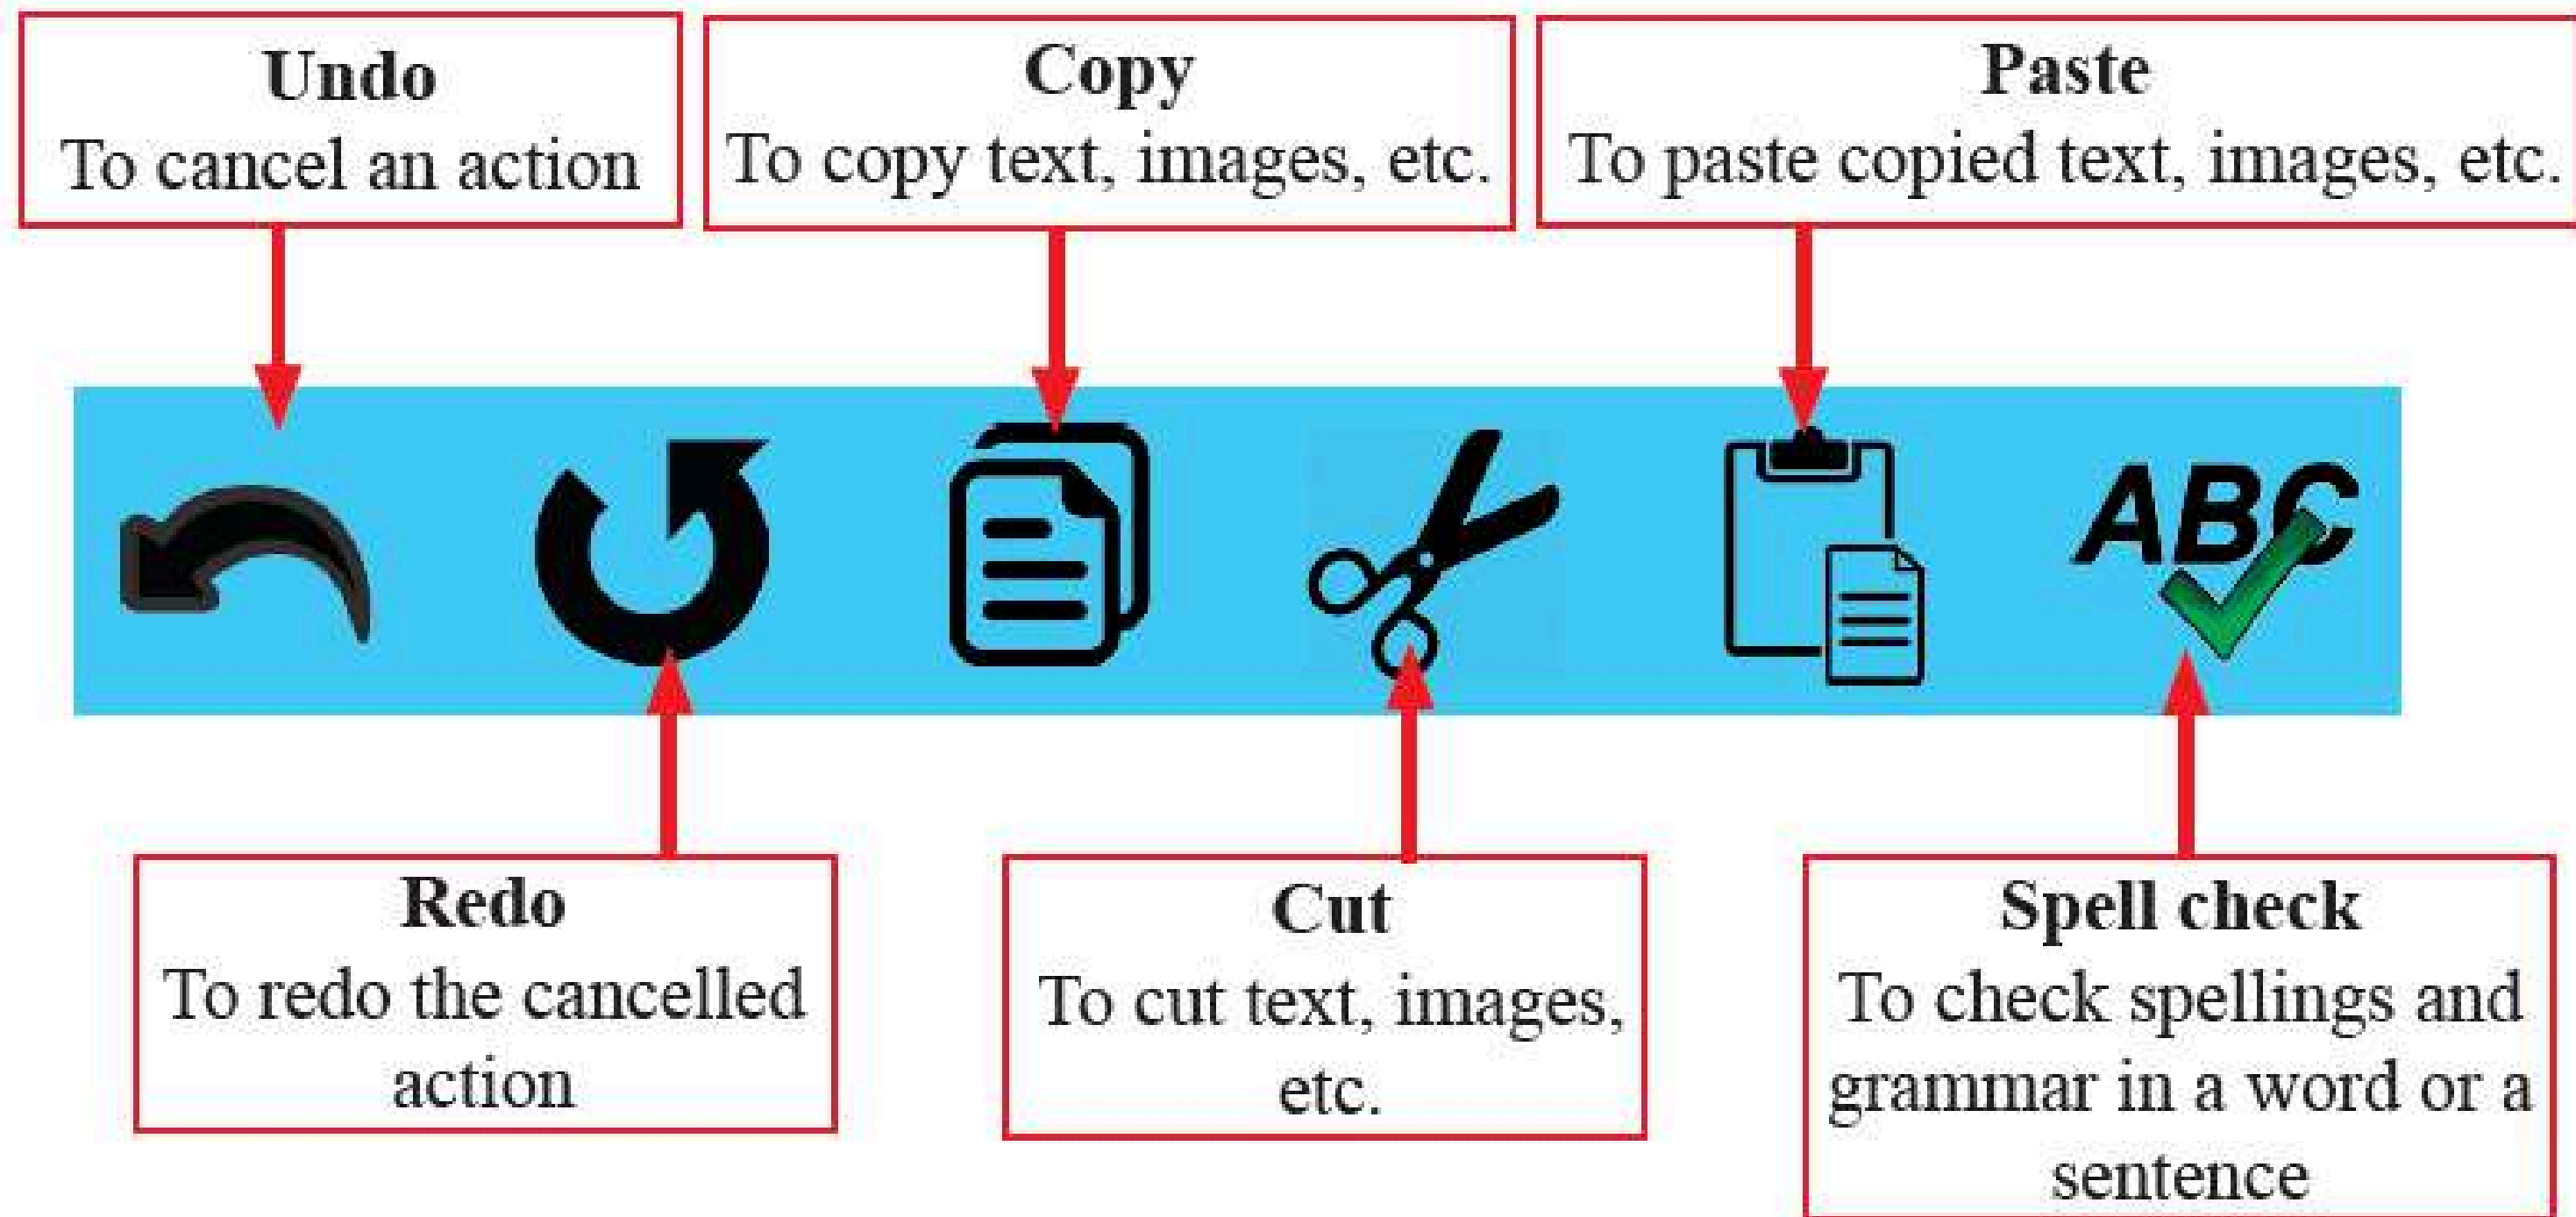 Undo
To cancel an action
Copy
To copy text, images, etc.
Paste
To paste copied text, images, etc.
ABC
Redo
To redo the cancelled
action
Cut
To cut text, images,
etc.
Spell check
To check spellings and
grammar in a word or a
sentence